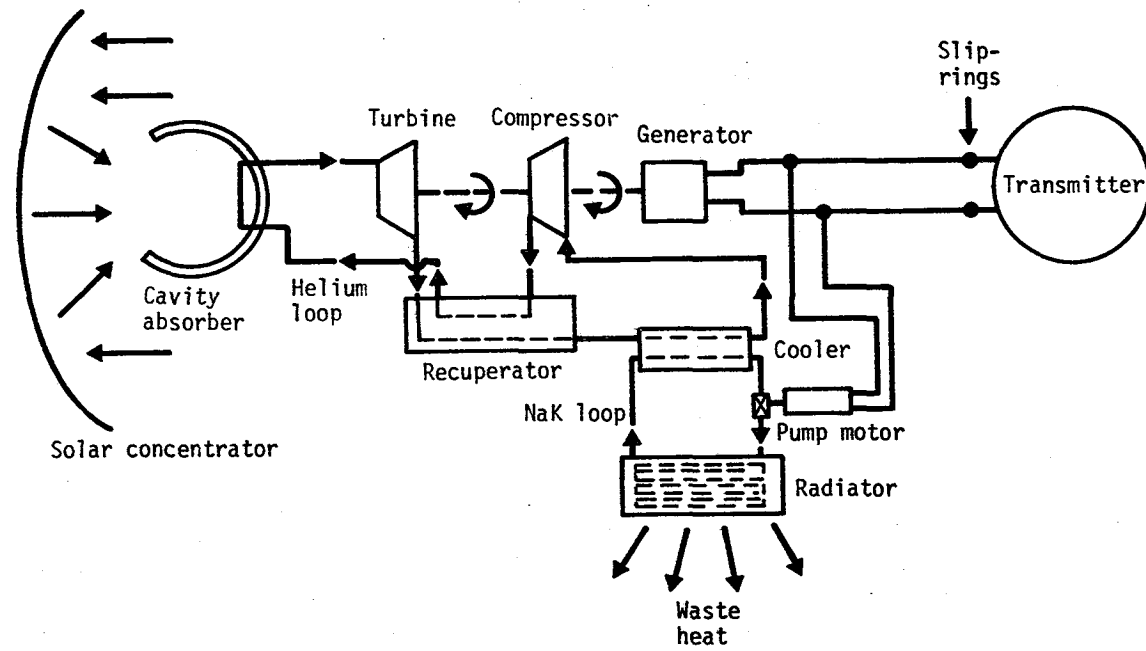 Slip-
rings
Turbine
Compressor
Generator
Transmitter
Cavity
absorber
Helium
loop
Recuperator
Cooler
NaK loop
Pump motor
Solar concentrator
Radiator
Waste
heat